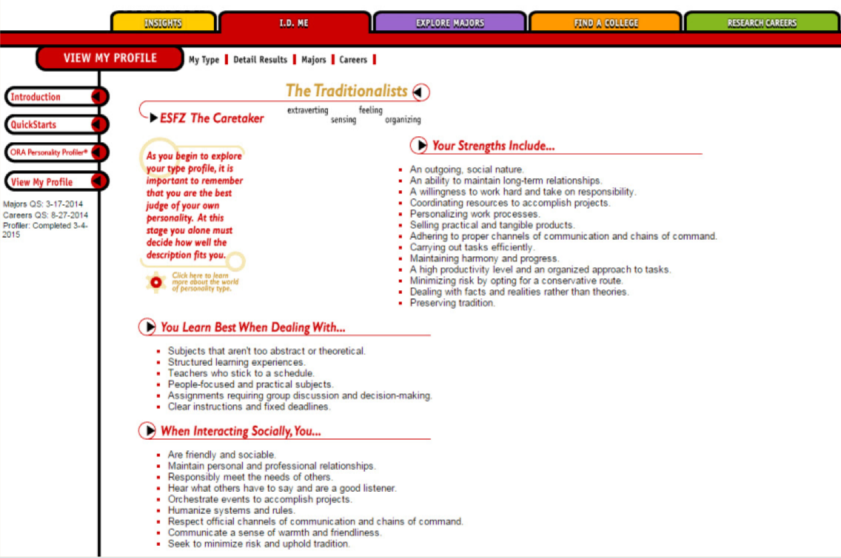 INSIGHTS
I.D. ME
EXPLORE MAJORS
FIND A COLLEGE
RESEARCH CAREERS
VIEW MY PROFILE
My Type | Detail Results | Majors | Careers |
Introduction
QuickStarts
ORA Personality Profiler®
View My Profile
Majors QS: 3-17-2014
Careers QS: 8-27-2014
Profiler: Completed 3-4-
2015
The Traditionalists
ESFZ The Caretaker
extraverting feeling
sensing organizing
As you begin to explore
your type profile, it is
important to remember
that you are the best
judge of your own
personality. At this
stage you alone must
decide how well the
description fits you.
Click here to learn
more about the world
of personality type.
Your Strengths Include...
An outgoing, social nature.
An ability to maintain long-term relationships.
A willingness to work hard and take on responsibility.
Coordinating resources to accomplish projects.
Personalizing work processes.
Selling practical and tangible products.
Adhering to proper channels of communication and chains of command.
Carrying out tasks efficiently.
Maintaining harmony and progress.
A high productivity level and an organized approach to tasks.
Minimizing risk by opting for a conservative route.
Dealing with facts and realities rather than theories.
Preserving tradition.
You Learn Best When Dealing With...
Subjects that aren't too abstract or theoretical.
Structured learning experiences.
Teachers who stick to a schedule.
People-focused and practical subjects.
Assignments requiring group discussion and decision-making.
Clear instructions and fixed deadlines.
When Interacting Socially, You...
Are friendly and sociable.
Maintain personal and professional relationships.
Responsibly meet the needs of others.
Hear what others have to say and are a good listener.
Orchestrate events to accomplish projects.
Humanize systems and rules.
Respect official channels of communication and chains of command.
Communicate a sense of warmth and friendliness.
Seek to minimize risk and uphold tradition.